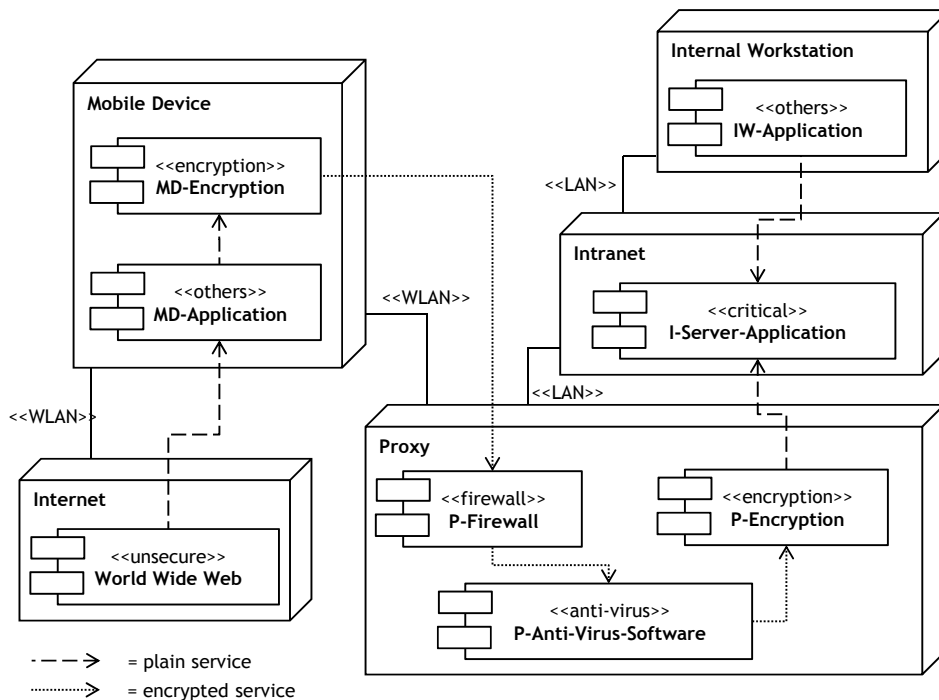 Internal Workstation
<<others>>
IW-Application
Mobile Device
<<encryption>>
MD-Encryption
<<others>>
MD-Application
<<LAN>>
Intranet
<<critical>>
I-Server-Application
<<WLAN>>
<<LAN>>
<<WLAN>>
Proxy
<<firewall>>
P-Firewall
<<encryption>>
P-Encryption
<<anti-virus>>
P-Anti-Virus-Software
Internet
<<unsecure>>
World Wide Web
= plain service
= encrypted service